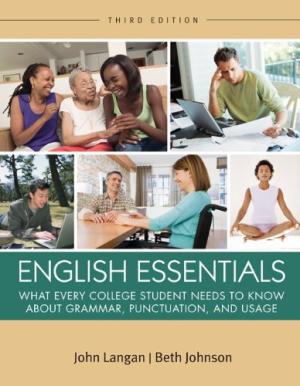 THIRD EDITION
ENGLISH ESSENTIALS
WHAT EVERY COLLEGE STUDENT NEEDS TO KNOW
ABOUT GRAMMAR, PUNCTUATION, AND USAGE
John Langan | Beth Johnson